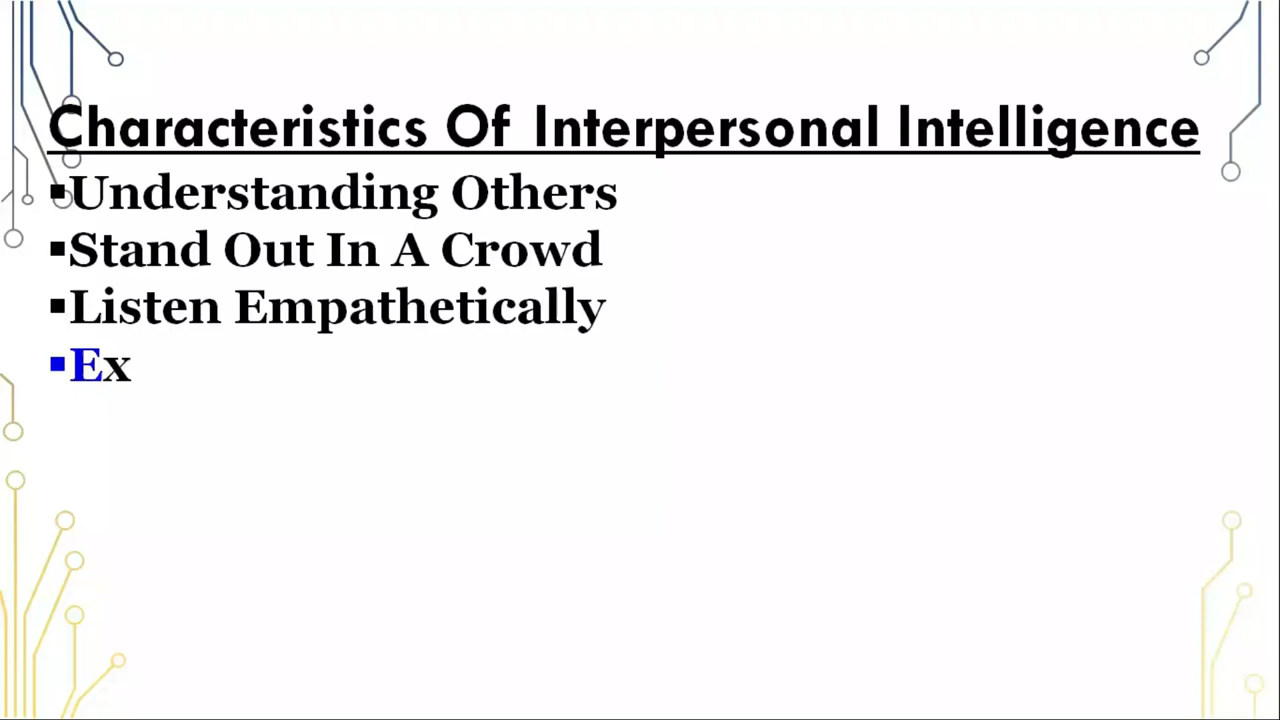 Characteristics Of Interpersonal Intelligence
▪Understanding Others
▪Stand Out In A Crowd
▪Listen Empathetically
▪Ex